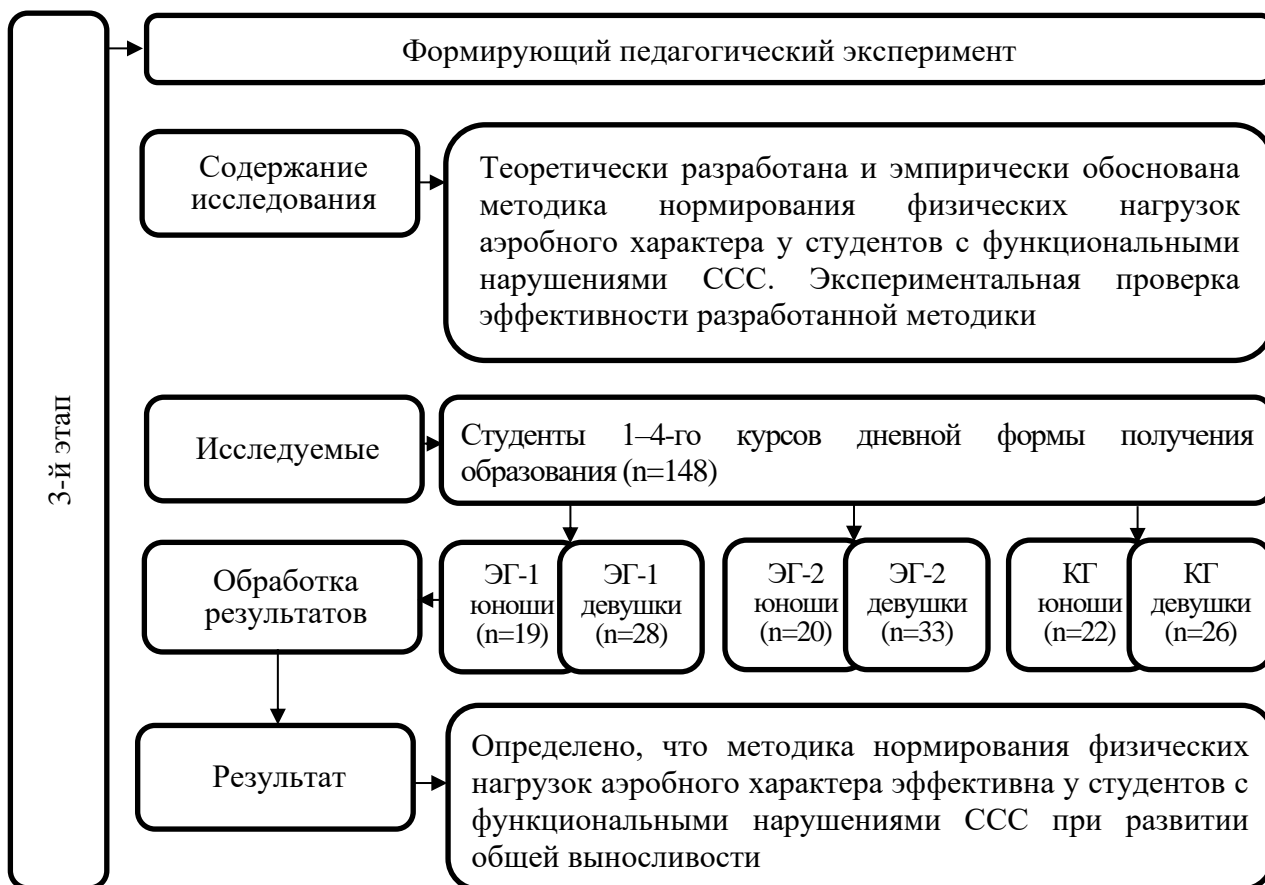 3-й этап
Формирующий педагогический эксперимент
Содержание
исследования
Теоретически разработана и эмпирически обоснована
методика нормирования физических нагрузок
аэробного характера у студентов с функциональными
нарушениями ССС. Экспериментальная проверка
эффективности разработанной методики
Исследуемые
Студенты 1–4-го курсов дневной формы получения
образования (n=148)
Обработка
результатов
ЭГ-1
юноши
(n=19)
ЭГ-1
девушки
(n=28)
ЭГ-2
юноши
(n=20)
ЭГ-2
девушки
(n=33)
КГ
юноши
(n=22)
КГ
девушки
(n=26)
Результат
Определено, что методика нормирования физических
нагрузок аэробного характера эффективна у студентов с
функциональными нарушениями ССС при развитии
общей выносливости